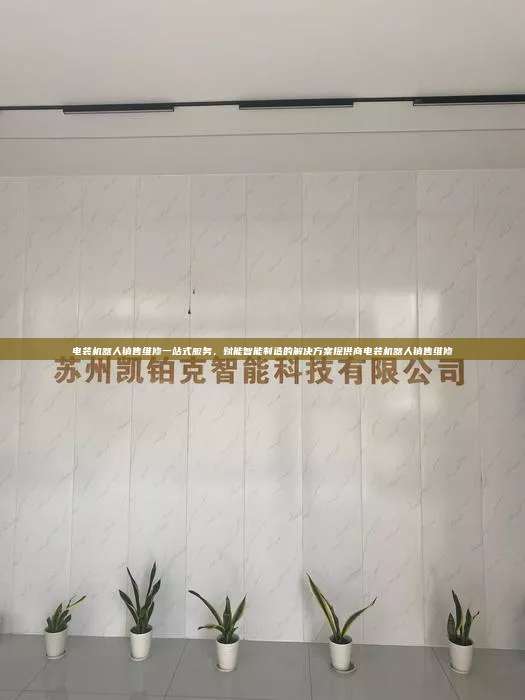 电装机器人销售维修一站式服务，赋能智能制造的解决方案提供商电装机器人销售维修
苏州凯铂克智能科技有限公司